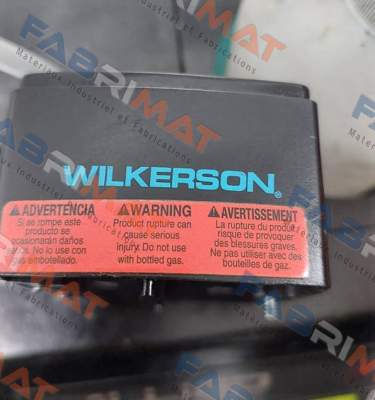 WILKERSON®
⚠ADVERTENCIA
Si se rompe este
producto se
ocasionarán daños
No lo use con
gas embotellado.
⚠WARNING
Product rupture can
cause serious
injury. Do not use
with bottled gas.
⚠AVERTISSEMENT
La rupture du produit
risque de provoquer
des blessures graves.
Ne pas utiliser avec des
bouteilles de gaz.
FABRIMAT
Materiaux Industriel et Fabrications